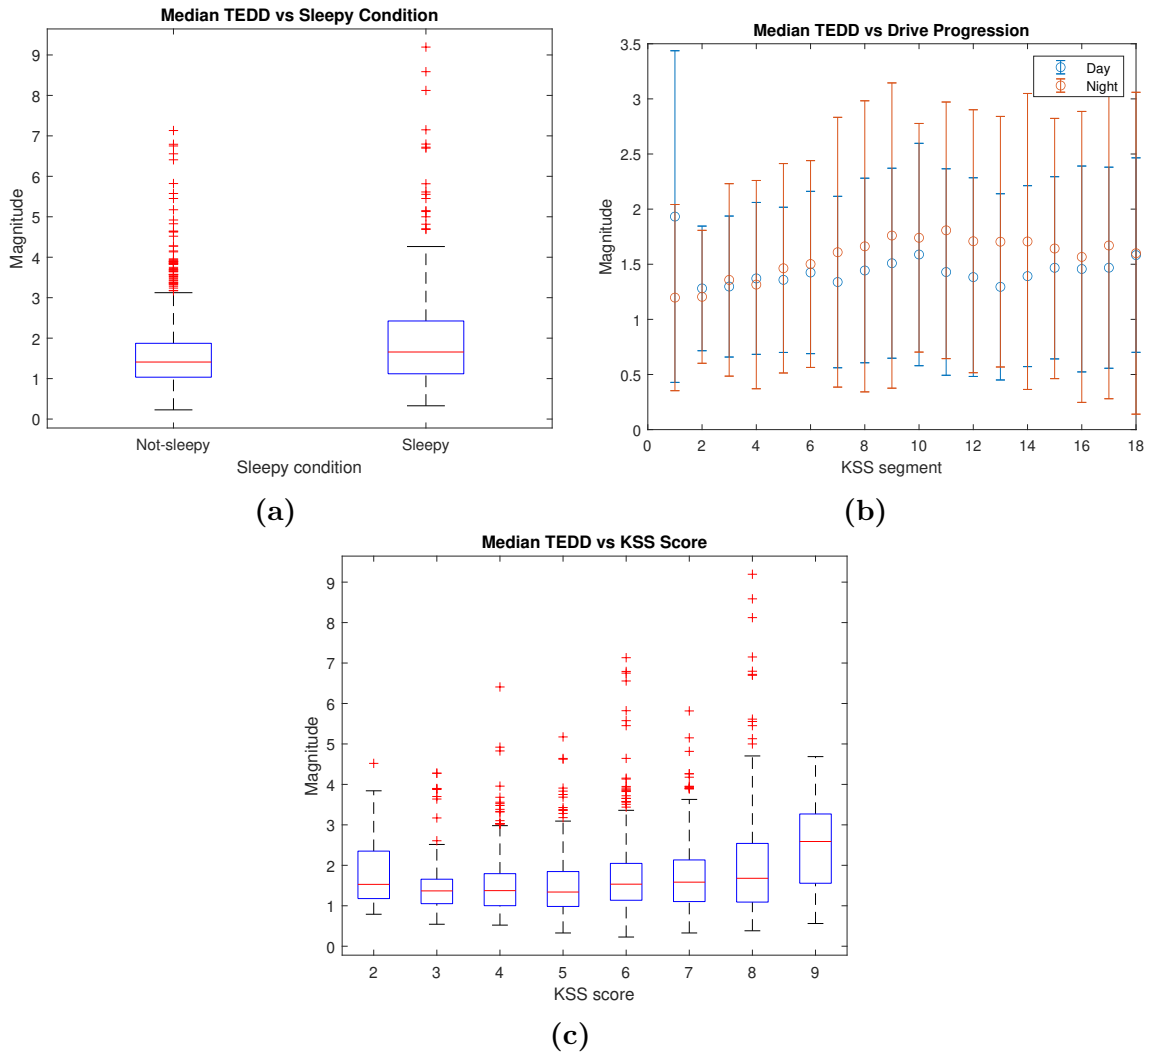 Median TEDD vs Sleepy Condition
9
8
7
6
5
4
3
2
1
0
Magnitude
Not-sleepy Sleepy
Sleepy condition
(a)
Median TEDD vs Drive Progression
3.5
3
2.5
2
1.5
1
0.5
0
Magnitude
Day
Night
0 2 4 6 8 10 12 14 16 18
KSS segment
(b)
Median TEDD vs KSS Score
9
8
7
6
5
4
3
2
1
0
Magnitude
2 3 4 5 6 7 8 9
KSS score
(c)